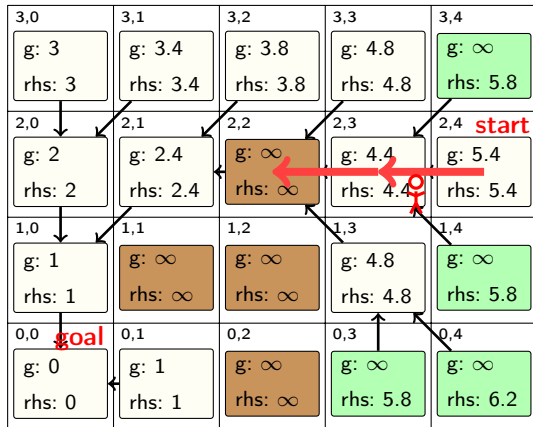 3,0 3,1 3,2 3,3 3,4
g: 3 g: 3.4 g: 3.8 g: 4.8 g: ∞
rhs: 3 rhs: 3.4 rhs: 3.8 rhs: 4.8 rhs: 5.8
2,0 2,1 2,2 2,3 2,4 start
g: 2 g: 2.4 g: ∞ g: 4.4 g: 5.4
rhs: 2 rhs: 2.4 rhs: ∞ rhs: 4.4 rhs: 5.4
1,0 1,1 1,2 1,3 1,4
g: 1 g: ∞ g: ∞ g: 4.8 g: ∞
rhs: 1 rhs: ∞ rhs: ∞ rhs: 4.8 rhs: 5.8
0,0 goal 0,1 0,2 0,3 0,4
g: 0 g: 1 g: ∞ g: ∞ g: ∞
rhs: 0 rhs: 1 rhs: ∞ rhs: 5.8 rhs: 6.2